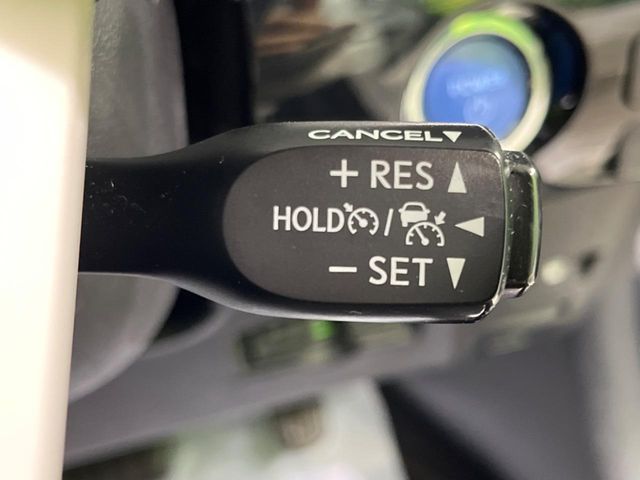 CANCEL▼
+ RES ▲
HOLD / ◀
− SET ▼